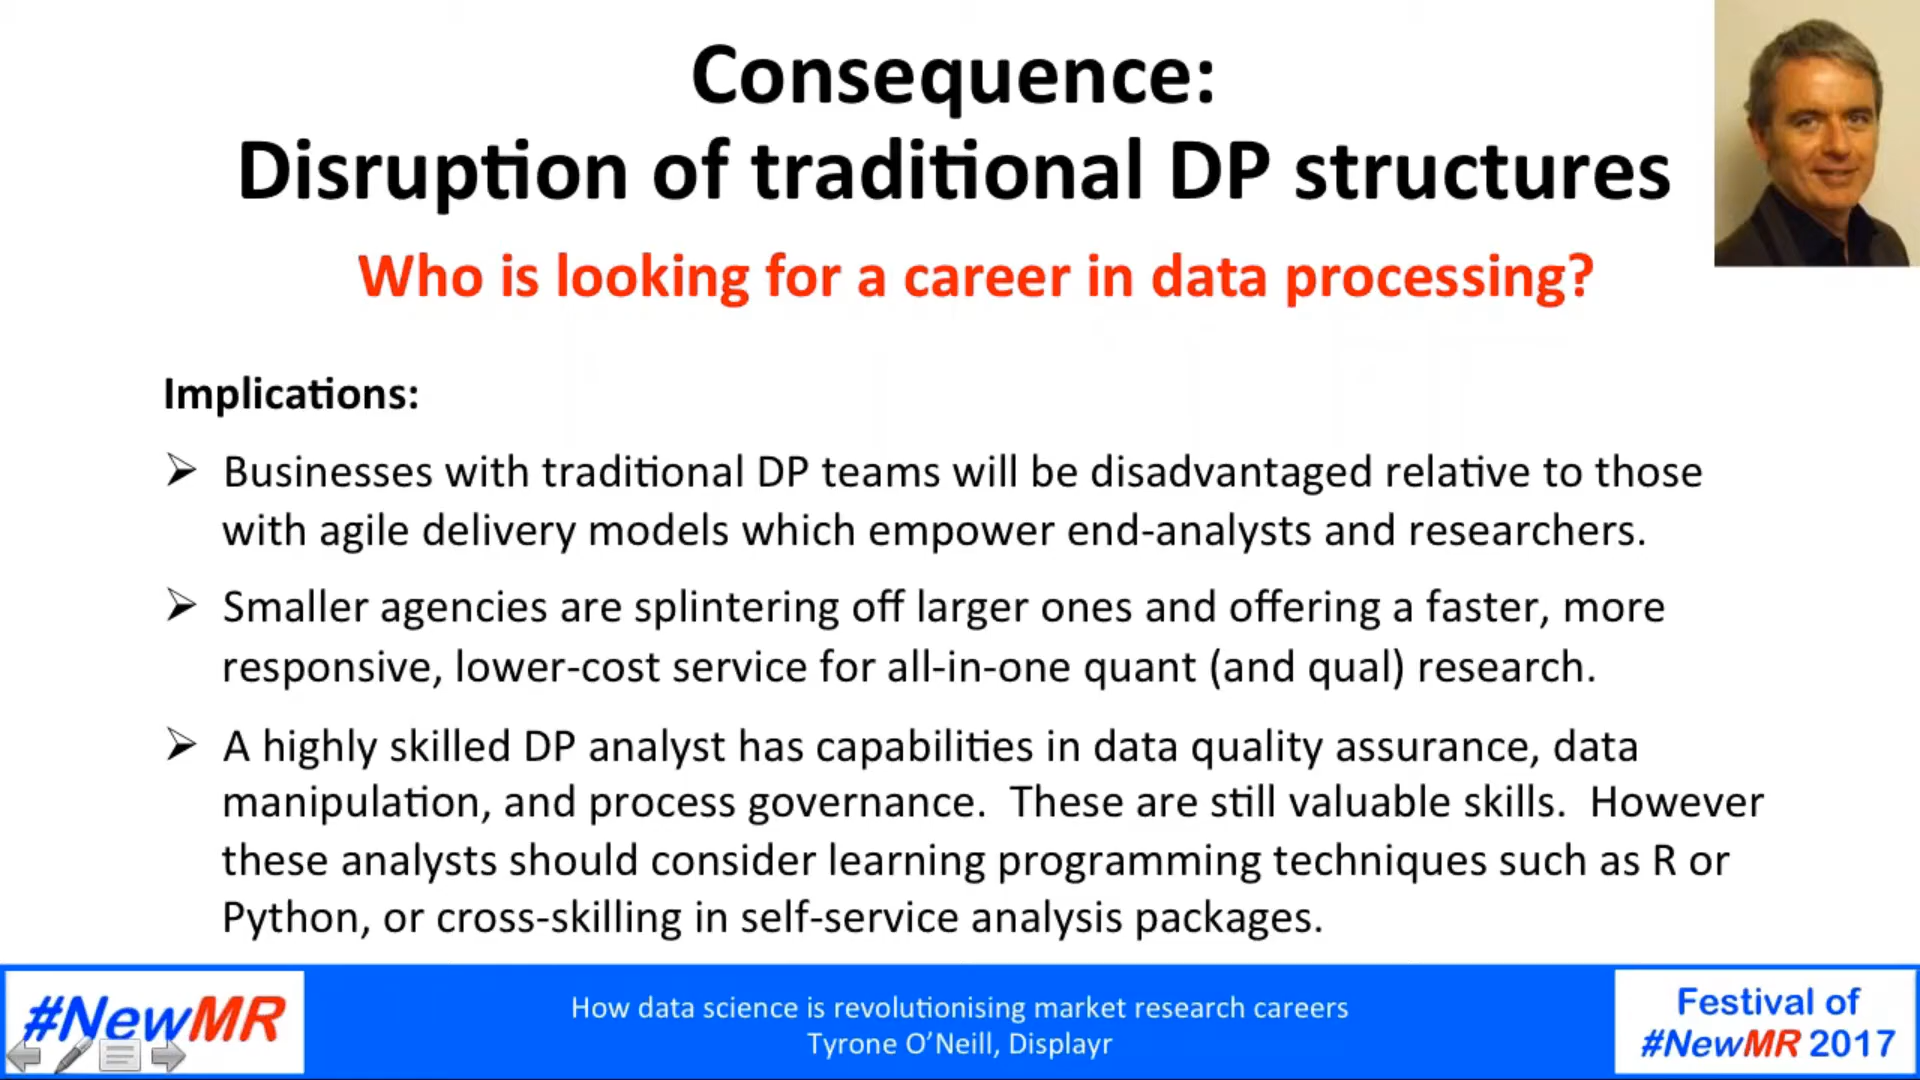 Consequence:
Disruption of traditional DP structures
Who is looking for a career in data processing?
Implications:
Businesses with traditional DP teams will be disadvantaged relative to those
with agile delivery models which empower end-analysts and researchers.
Smaller agencies are splintering off larger ones and offering a faster, more
responsive, lower-cost service for all-in-one quant (and qual) research.
A highly skilled DP analyst has capabilities in data quality assurance, data
manipulation, and process governance.  These are still valuable skills.  However
these analysts should consider learning programming techniques such as R or
Python, or cross-skilling in self-service analysis packages.
#NewMR
How data science is revolutionising market research careers
Tyrone O’Neill, Displayr
Festival of
#NewMR 2017